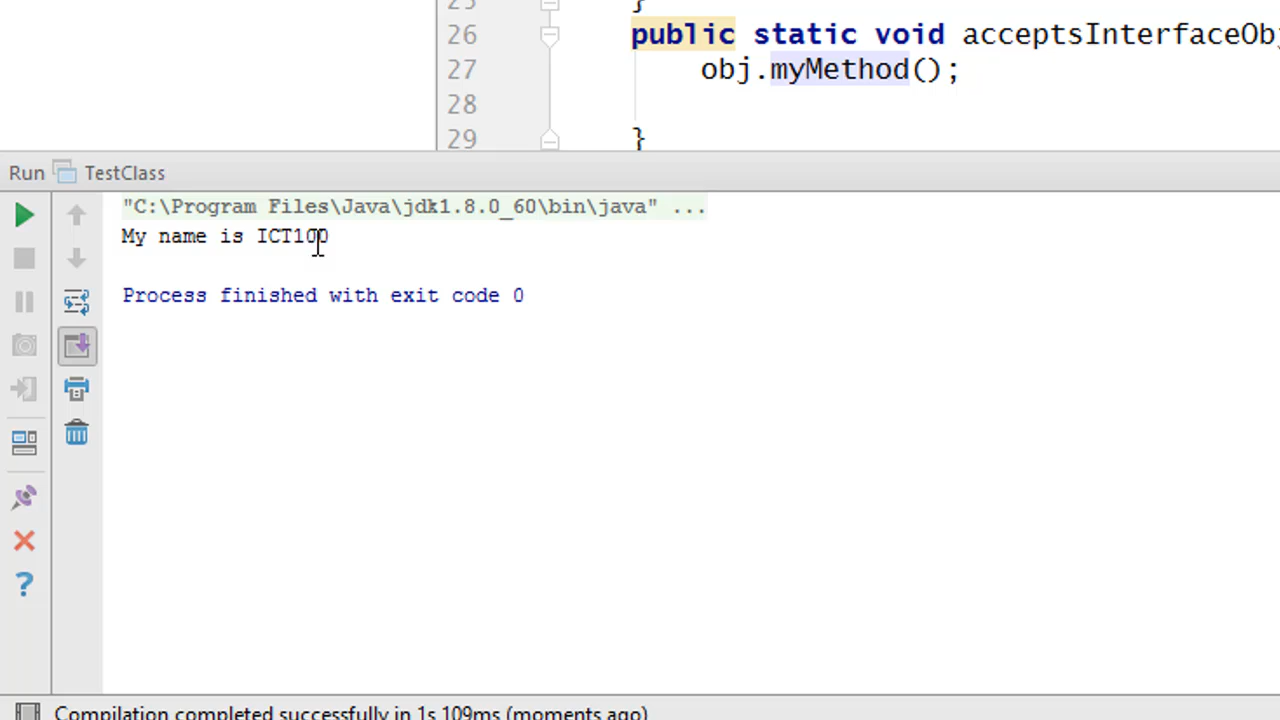 25 }
26 public static void acceptsInterfaceOb
27 obj.myMethod();
28
29 }
Run TestClass
"C:\Program Files\Java\jdk1.8.0_60\bin\java" ...
My name is ICT100
Process finished with exit code 0
?
Compilation completed successfully in 1s 109ms (moments ago)